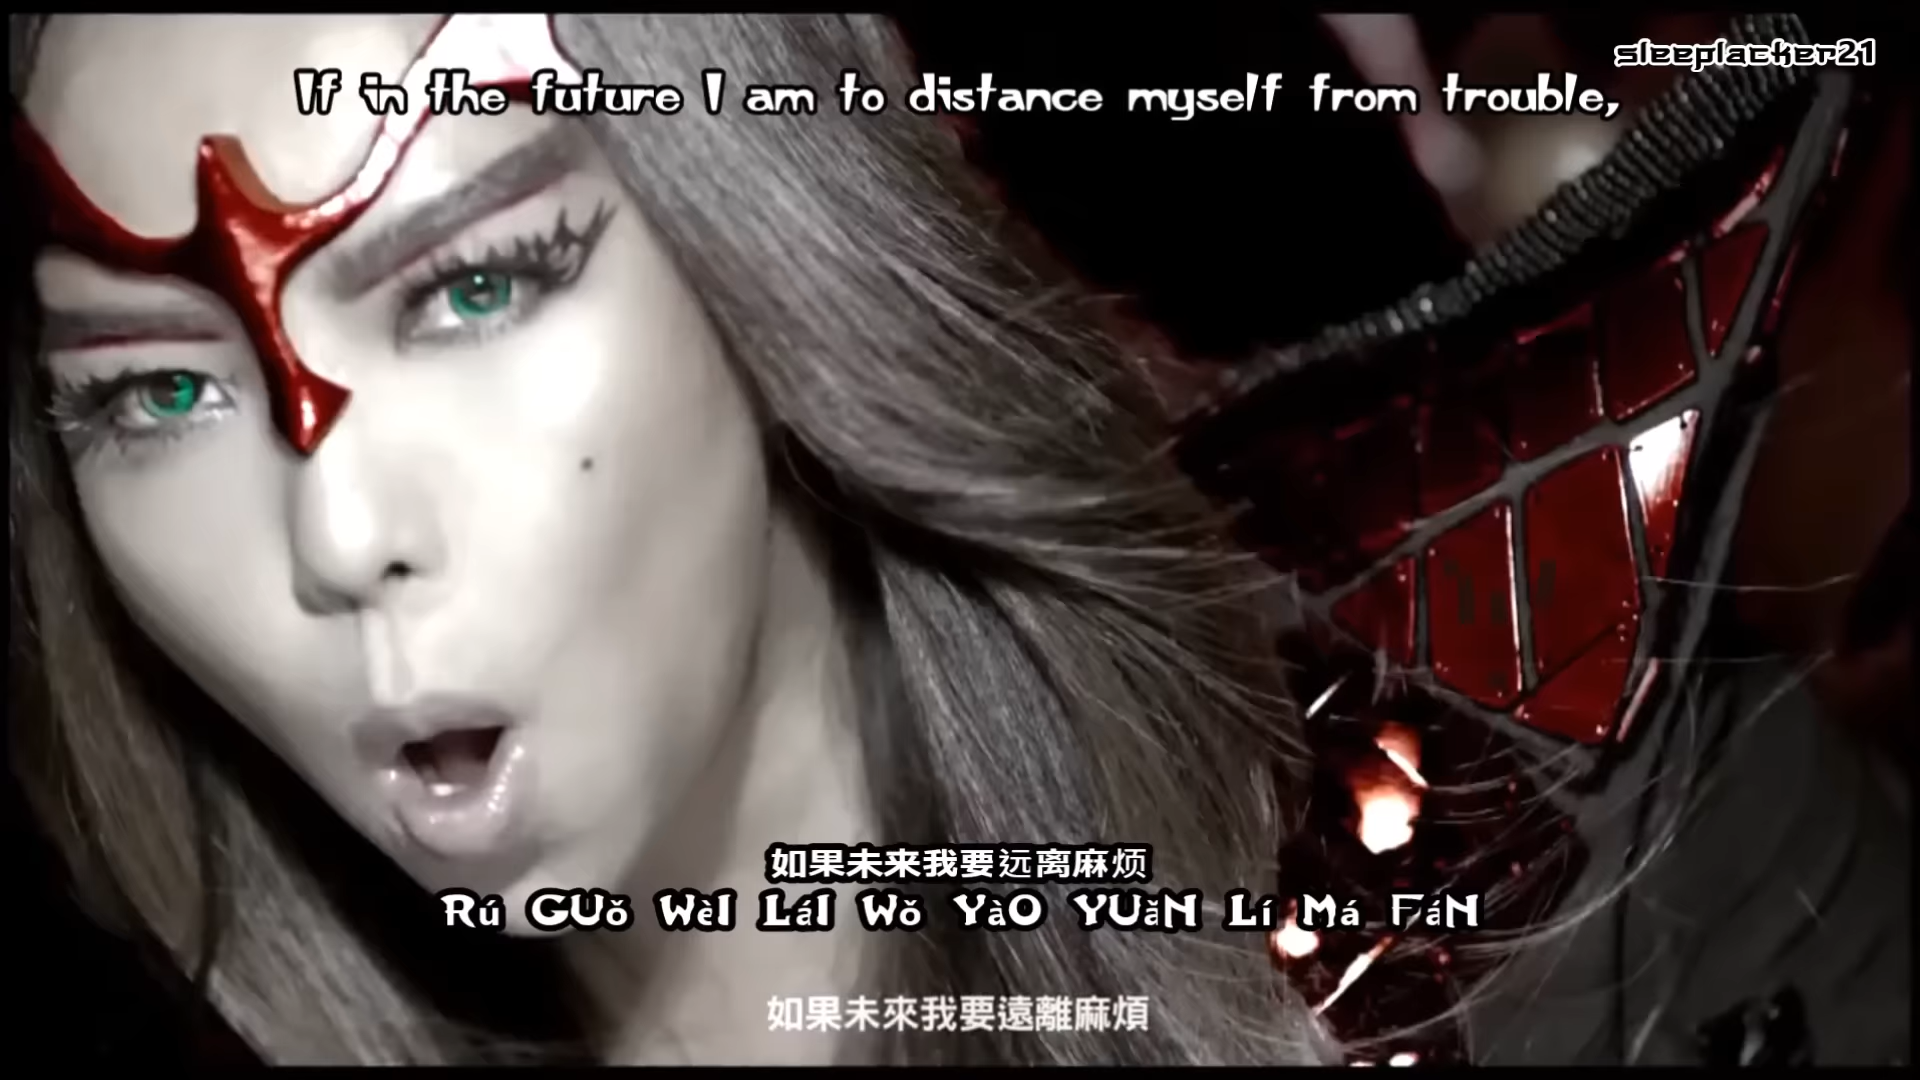 sleeplacker21
If in the future I am to distance myself from trouble,
如果未来我要远离麻烦
Rú GUǒ WèI LáI Wǒ YàO YUǎN Lí Má FáN
如果未來我要遠離麻煩